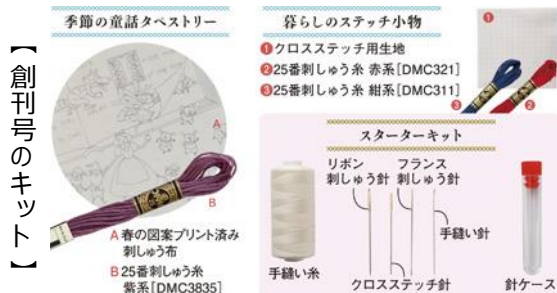 【創刊号のキット】
季節の童話タペストリー
A
B
A 春の図案プリント済み
刺しゅう布
B 25番刺しゅう糸
紫系[DMC3835]
暮らしのステッチ小物
❶クロスステッチ用生地
❷25番刺しゅう糸 赤系[DMC321]
❸25番刺しゅう糸 紺系[DMC311]
❶
❸
❷
スターターキット
リボン
刺しゅう針
フランス
刺しゅう針
手縫い糸
クロスステッチ針
手縫い針
針ケース